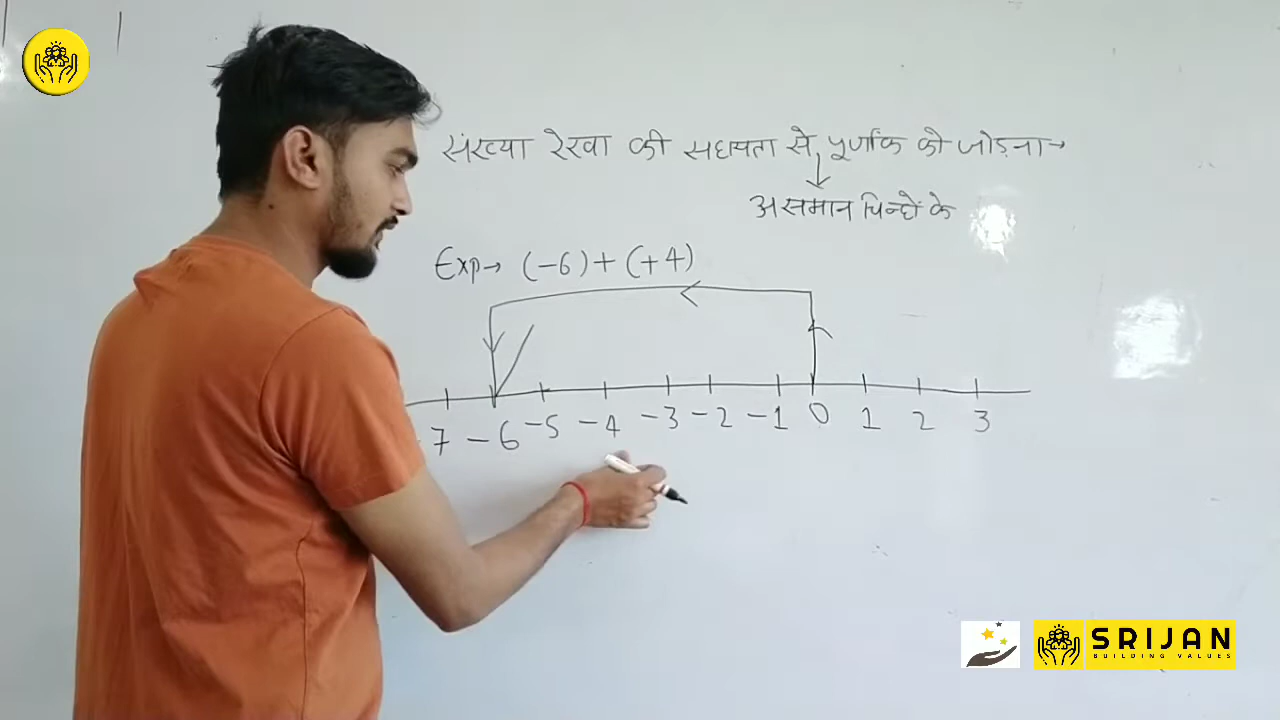 संख्या रेखा की सहायता से पूर्णांक को जोड़ना→
असमान चिन्हों के
Exp→ (-6)+(+4)
-7 -6 -5 -4 -3 -2 -1 0 1 2 3
SRIJAN
BUILDING VALUES